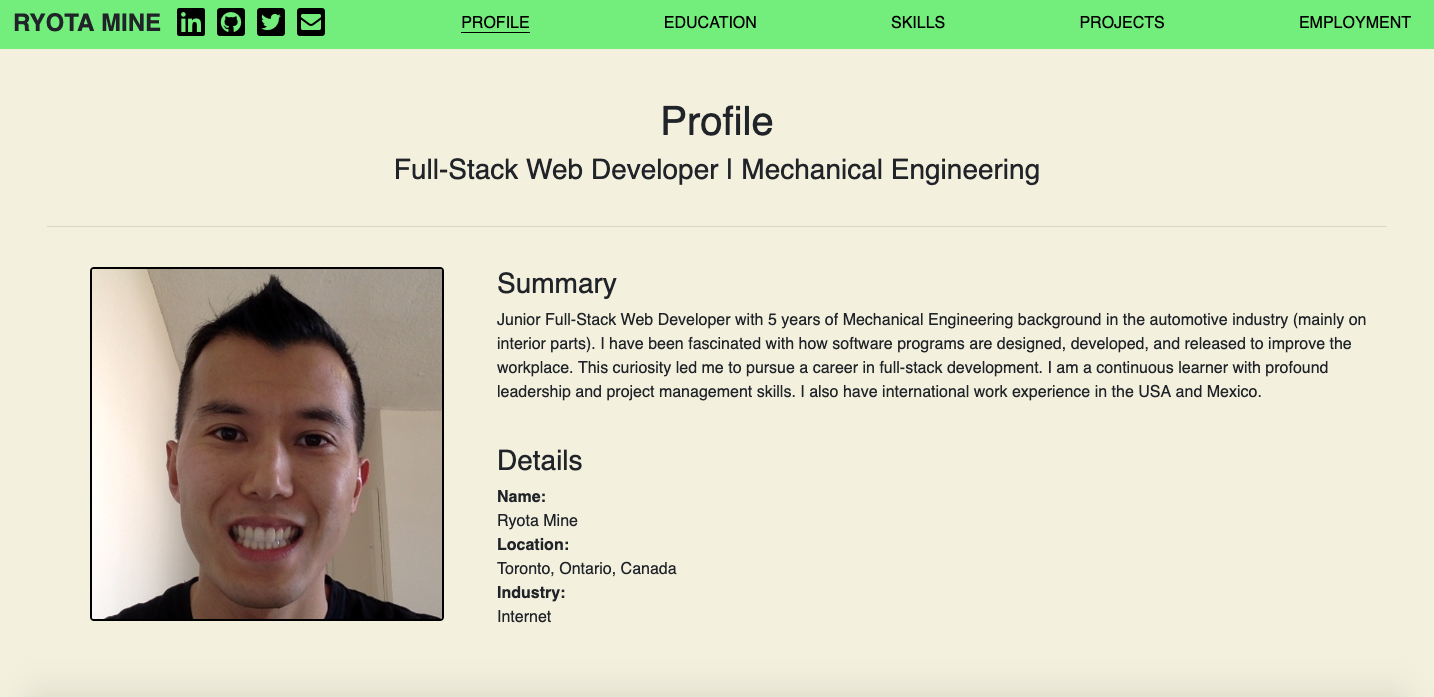 RYOTA MINE
PROFILE
EDUCATION
SKILLS
PROJECTS
EMPLOYMENT
Profile
Full-Stack Web Developer | Mechanical Engineering
Summary
Junior Full-Stack Web Developer with 5 years of Mechanical Engineering background in the automotive industry (mainly on
interior parts). I have been fascinated with how software programs are designed, developed, and released to improve the
workplace. This curiosity led me to pursue a career in full-stack development. I am a continuous learner with profound
leadership and project management skills. I also have international work experience in the USA and Mexico.
Details
Name:
Ryota Mine
Location:
Toronto, Ontario, Canada
Industry:
Internet